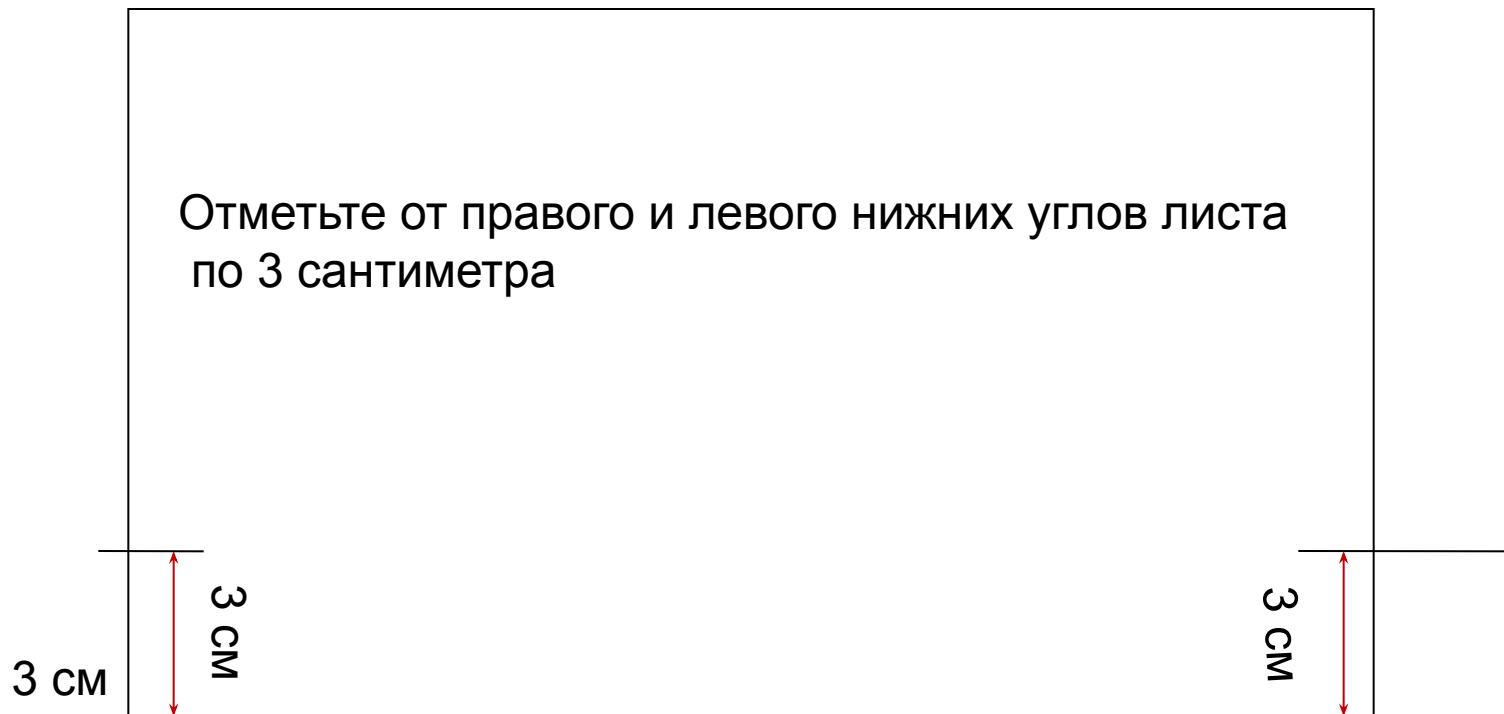 Отметьте от правого и левого нижних углов листа
по 3 сантиметра
3 см
3 см
3 см